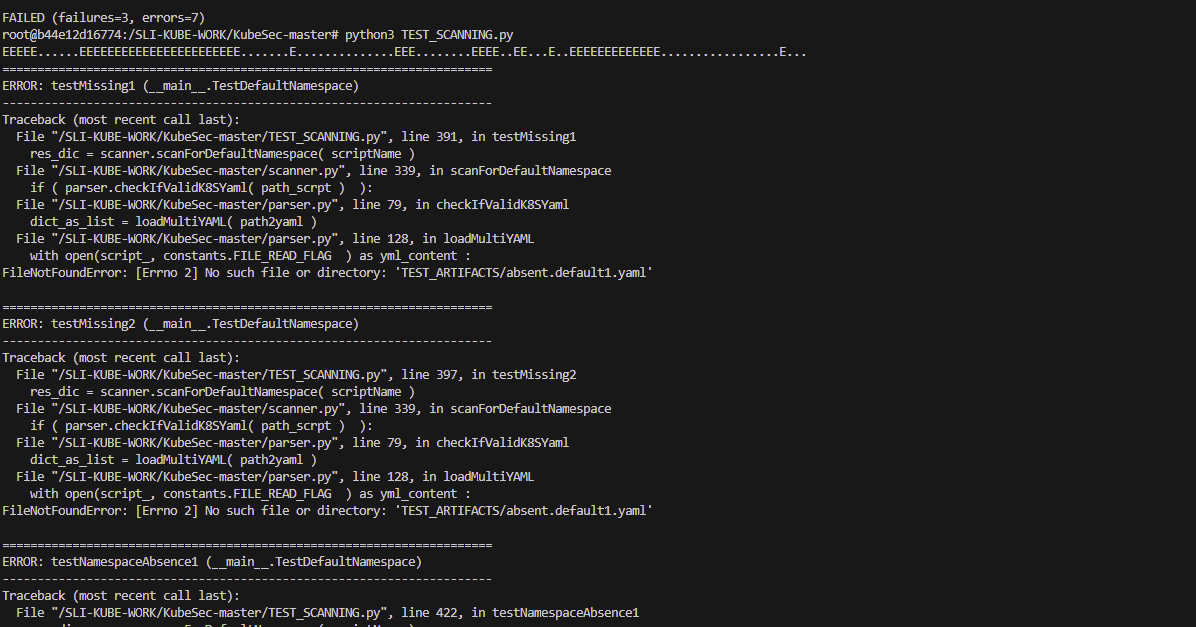 FAILED (failures=3, errors=7)
root@b44e12d16774:/SLI-KUBE-WORK/KubeSec-master# python3 TEST_SCANNING.py
EEEEE......EEEEEEEEEEEEEEEEEEEEEEE.......E..............EEE........EEEE..EE...E..EEEEEEEEEEEEE.................E...
======================================================================
ERROR: testMissing1 (__main__.TestDefaultNamespace)
----------------------------------------------------------------------
Traceback (most recent call last):
  File "/SLI-KUBE-WORK/KubeSec-master/TEST_SCANNING.py", line 391, in testMissing1
    res_dic = scanner.scanForDefaultNamespace( scriptName )
  File "/SLI-KUBE-WORK/KubeSec-master/scanner.py", line 339, in scanForDefaultNamespace
    if ( parser.checkIfValidK8SYaml( path_scrpt )  ):
  File "/SLI-KUBE-WORK/KubeSec-master/parser.py", line 79, in checkIfValidK8SYaml
    dict_as_list = loadMultiYAML( path2yaml )
  File "/SLI-KUBE-WORK/KubeSec-master/parser.py", line 128, in loadMultiYAML
    with open(script_, constants.FILE_READ_FLAG  ) as yml_content :
FileNotFoundError: [Errno 2] No such file or directory: 'TEST_ARTIFACTS/absent.default1.yaml'
======================================================================
ERROR: testMissing2 (__main__.TestDefaultNamespace)
----------------------------------------------------------------------
Traceback (most recent call last):
  File "/SLI-KUBE-WORK/KubeSec-master/TEST_SCANNING.py", line 397, in testMissing2
    res_dic = scanner.scanForDefaultNamespace( scriptName )
  File "/SLI-KUBE-WORK/KubeSec-master/scanner.py", line 339, in scanForDefaultNamespace
    if ( parser.checkIfValidK8SYaml( path_scrpt )  ):
  File "/SLI-KUBE-WORK/KubeSec-master/parser.py", line 79, in checkIfValidK8SYaml
    dict_as_list = loadMultiYAML( path2yaml )
  File "/SLI-KUBE-WORK/KubeSec-master/parser.py", line 128, in loadMultiYAML
    with open(script_, constants.FILE_READ_FLAG  ) as yml_content :
FileNotFoundError: [Errno 2] No such file or directory: 'TEST_ARTIFACTS/absent.default1.yaml'
======================================================================
ERROR: testNamespaceAbsence1 (__main__.TestDefaultNamespace)
----------------------------------------------------------------------
Traceback (most recent call last):
  File "/SLI-KUBE-WORK/KubeSec-master/TEST_SCANNING.py", line 422, in testNamespaceAbsence1